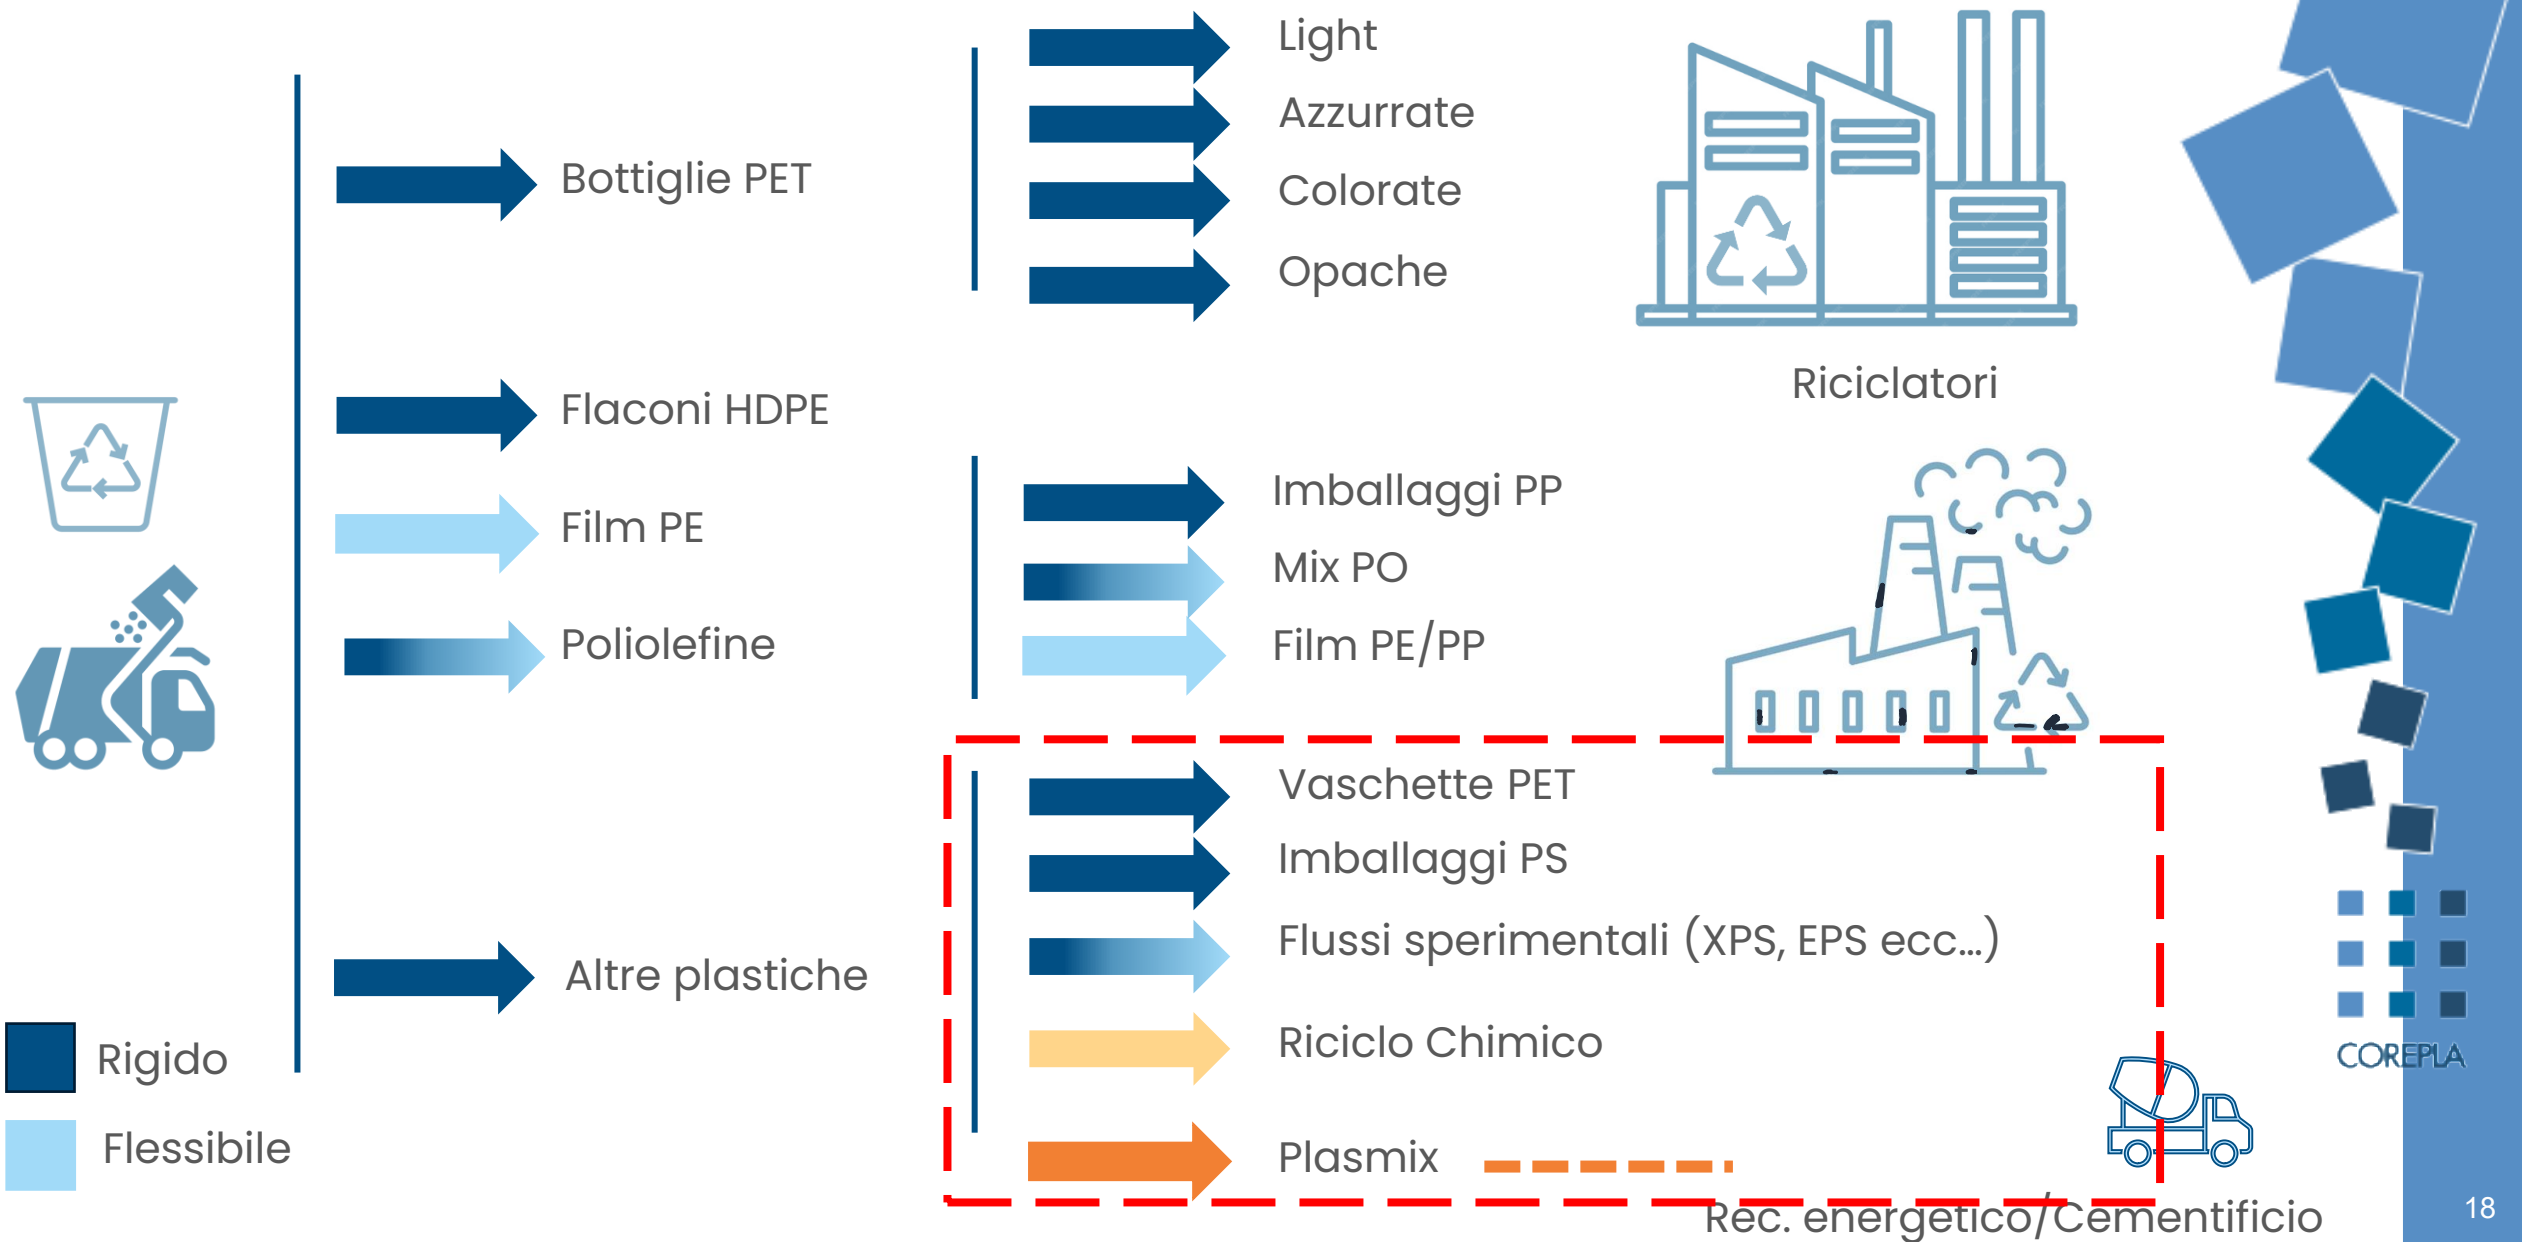 Bottiglie PET
Flaconi HDPE
Film PE
Poliolefine
Altre plastiche
Rigido
Flessibile
Light
Azzurrate
Colorate
Opache
Imballaggi PP
Mix PO
Film PE/PP
Vaschette PET
Imballaggi PS
Flussi sperimentali (XPS, EPS ecc...)
Riciclo Chimico
Plasmix
Riciclatori
Rec. energetico/Cementificio
COREPLA
18